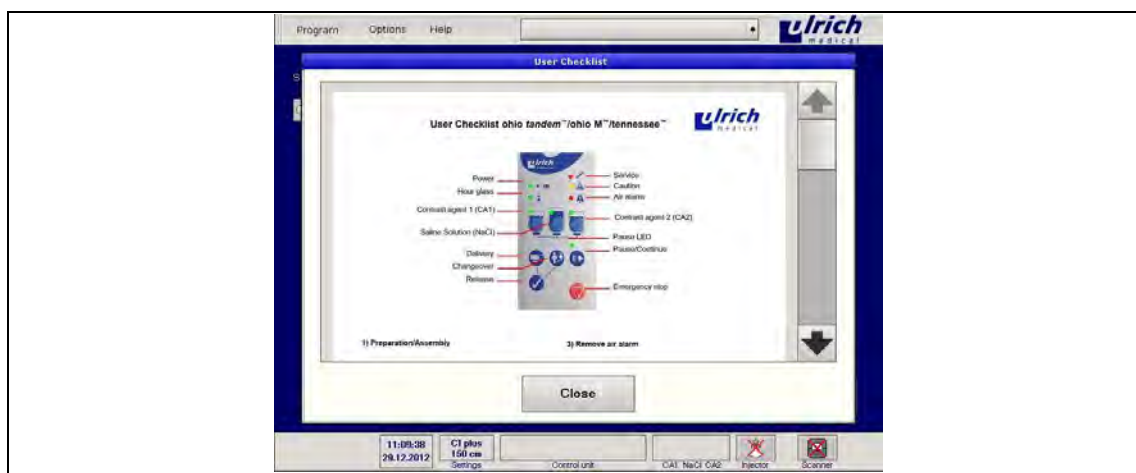 Program Options Help
ulrich
medical
User Checklist
ulrich
medical
User Checklist ohio tandem™/ohio M™/tennessee™
ulrich
Power
Hour glass
Contrast agent 1 (CA1)
Saline Solution (NaCl)
Delivery
Changeover
Release
Service
Caution
Air alarm
Contrast agent 2 (CA2)
Pause LED
Pause/Continue
Emergency stop
1) Preparation/Assembly
3) Remove air alarm
Close
11:09:38
29.12.2012
CT plus
150 cm
Settings
Control unit
CA1 NaCl CA2
Injector
Scanner